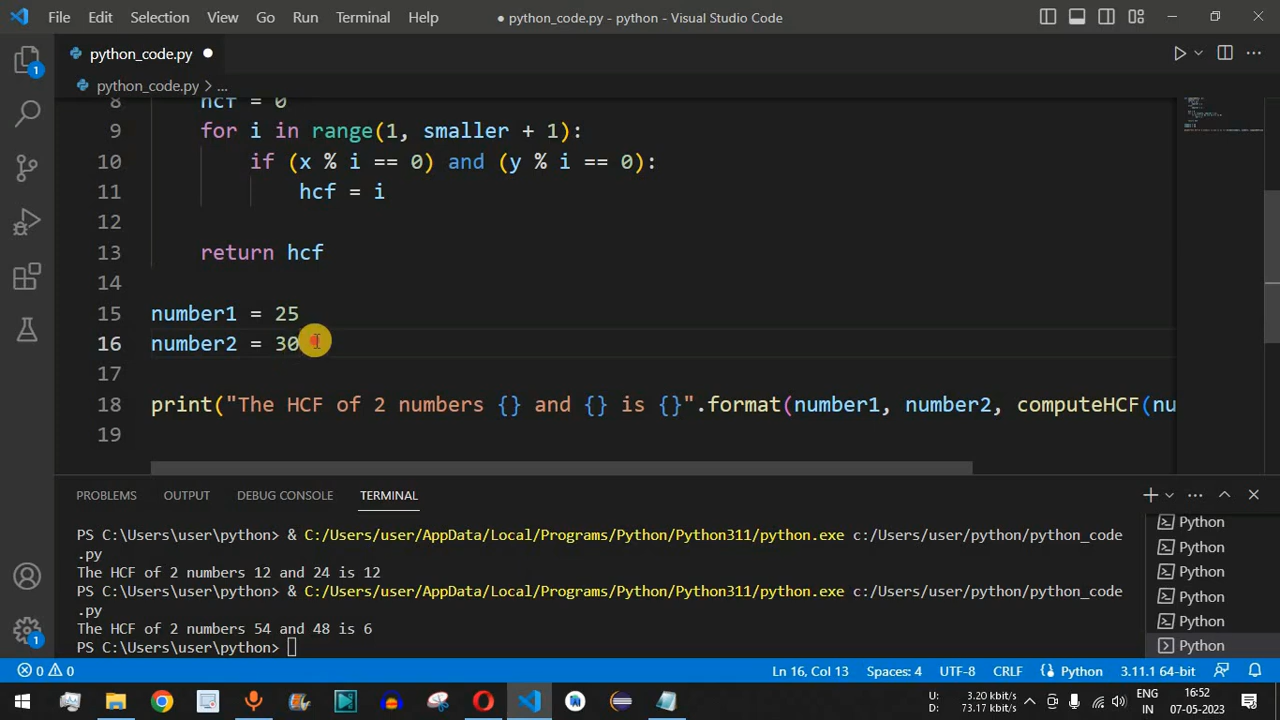 File Edit Selection View Go Run Terminal Help ● python_code.py - python - Visual Studio Code
python_code.py ●
1
python_code.py > ...
8 hcf = 0
9 for i in range(1, smaller + 1):
10 if (x % i == 0) and (y % i == 0):
11 hcf = i
12
13 return hcf
14
15 number1 = 25
16 number2 = 30
17
18 print("The HCF of 2 numbers {} and {} is {}".format(number1, number2, computeHCF(nu
19
PROBLEMS OUTPUT DEBUG CONSOLE TERMINAL
PS C:\Users\user\python> & C:/Users/user/AppData/Local/Programs/Python/Python311/python.exe c:/Users/user/python/python_code
.py
The HCF of 2 numbers 12 and 24 is 12
PS C:\Users\user\python> & C:/Users/user/AppData/Local/Programs/Python/Python311/python.exe c:/Users/user/python/python_code
.py
The HCF of 2 numbers 54 and 48 is 6
PS C:\Users\user\python>
Python
Python
Python
Python
Python
Python
1
0 0 Ln 16, Col 13 Spaces: 4 UTF-8 CRLF Python 3.11.1 64-bit
U: 3.20 kbit/s
D: 73.17 kbit/s
ENG
IN
16:52
07-05-2023